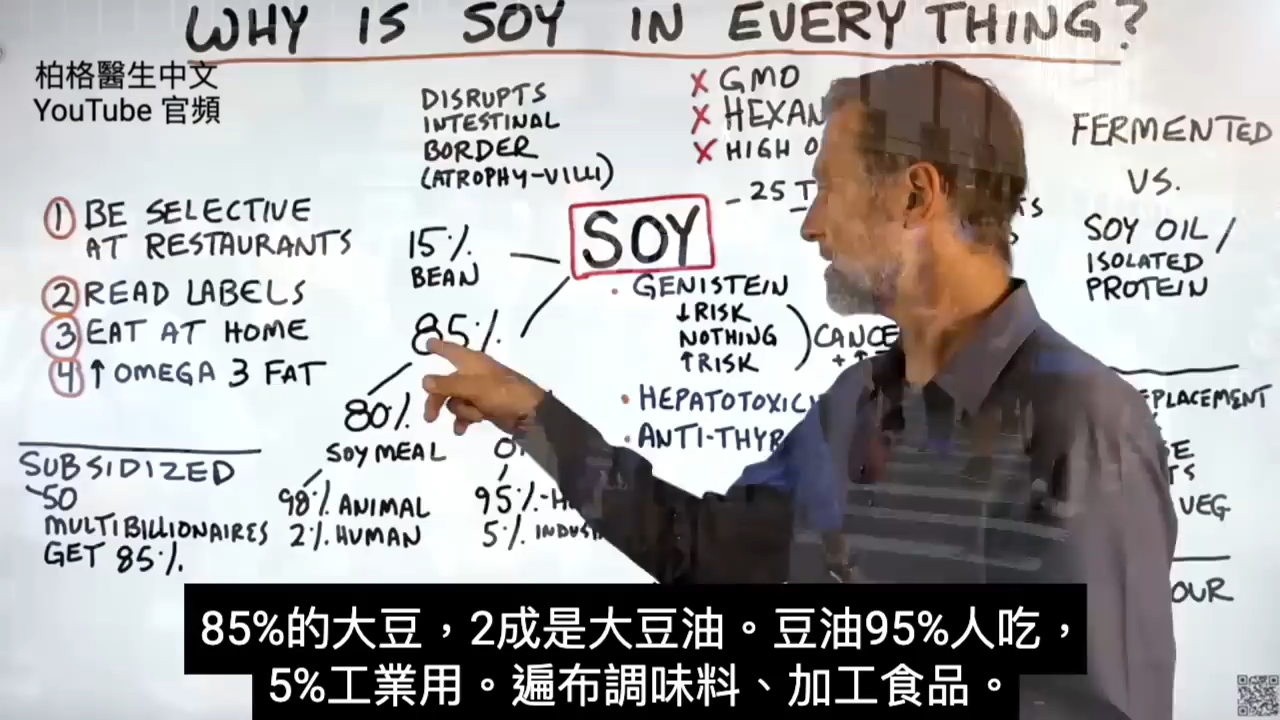 WHY IS SOY IN EVERYTHING?
柏格醫生中文
YouTube 官頻
DISRUPTS
INTESTINAL
BORDER
(ATROPHY-VILLI)
X GMO
X
X HIGH
- 25
FERMENTED
VS.
SOY OIL /
ISOLATED
PROTEIN
1 BE SELECTIVE
AT RESTAURANTS
2 READ LABELS
3 EAT AT HOME
4 ↑ OMEGA 3 FAT
15%
BEAN
SOY
85%
80%
SOY MEAL
98% ANIMAL
2% HUMAN
95%
5%
• GENISTEIN
↓ RISK
NOTHING
↑ RISK
• HEPATOTOXIC
• ANTI-
SUBSIDIZED
~50
MULTIBILLIONAIRES
GET 85%
VEG
85%的大豆，2成是大豆油。豆油95%人吃，
5%工業用。遍布調味料、加工食品。